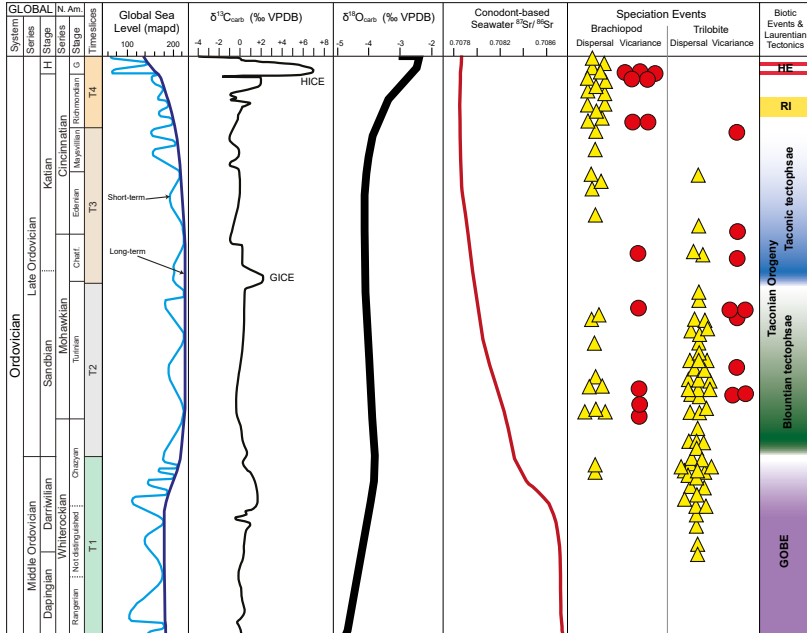 GLOBAL N. Am.
System
Series
Stage
Series
Stage
Timeslices
Global Sea
Level (mapd)
100 200
δ13Ccarb (‰ VPDB)
-4 -2 0 +2 +4 +6 +8
δ18Ocarb (‰ VPDB)
-5 -4 -3 -2
Conodont-based
Seawater 87Sr/ 86Sr
0.7078 0.7082 0.7086
Speciation Events
Brachiopod Trilobite
Dispersal Vicariance Dispersal Vicariance
Biotic
Events &
Laurentian
Tectonics
Ordovician
Late Ordovician
Middle Ordovician
H
Katian
Sandbian
Darriwilian
Dapingian
Cincinnatian
Mohawkian
Whiterockian
G
Richmondian
Maysvillian
Edenian
Chatf.
Turinian
Chazyan
Not distinguished
Rangerian
T4
T3
T2
T1
Short-term
Long-term
HICE
GICE
HE
RI
Taconic tectophsae
Taconian Orogeny
Blountian tectophsae
GOBE